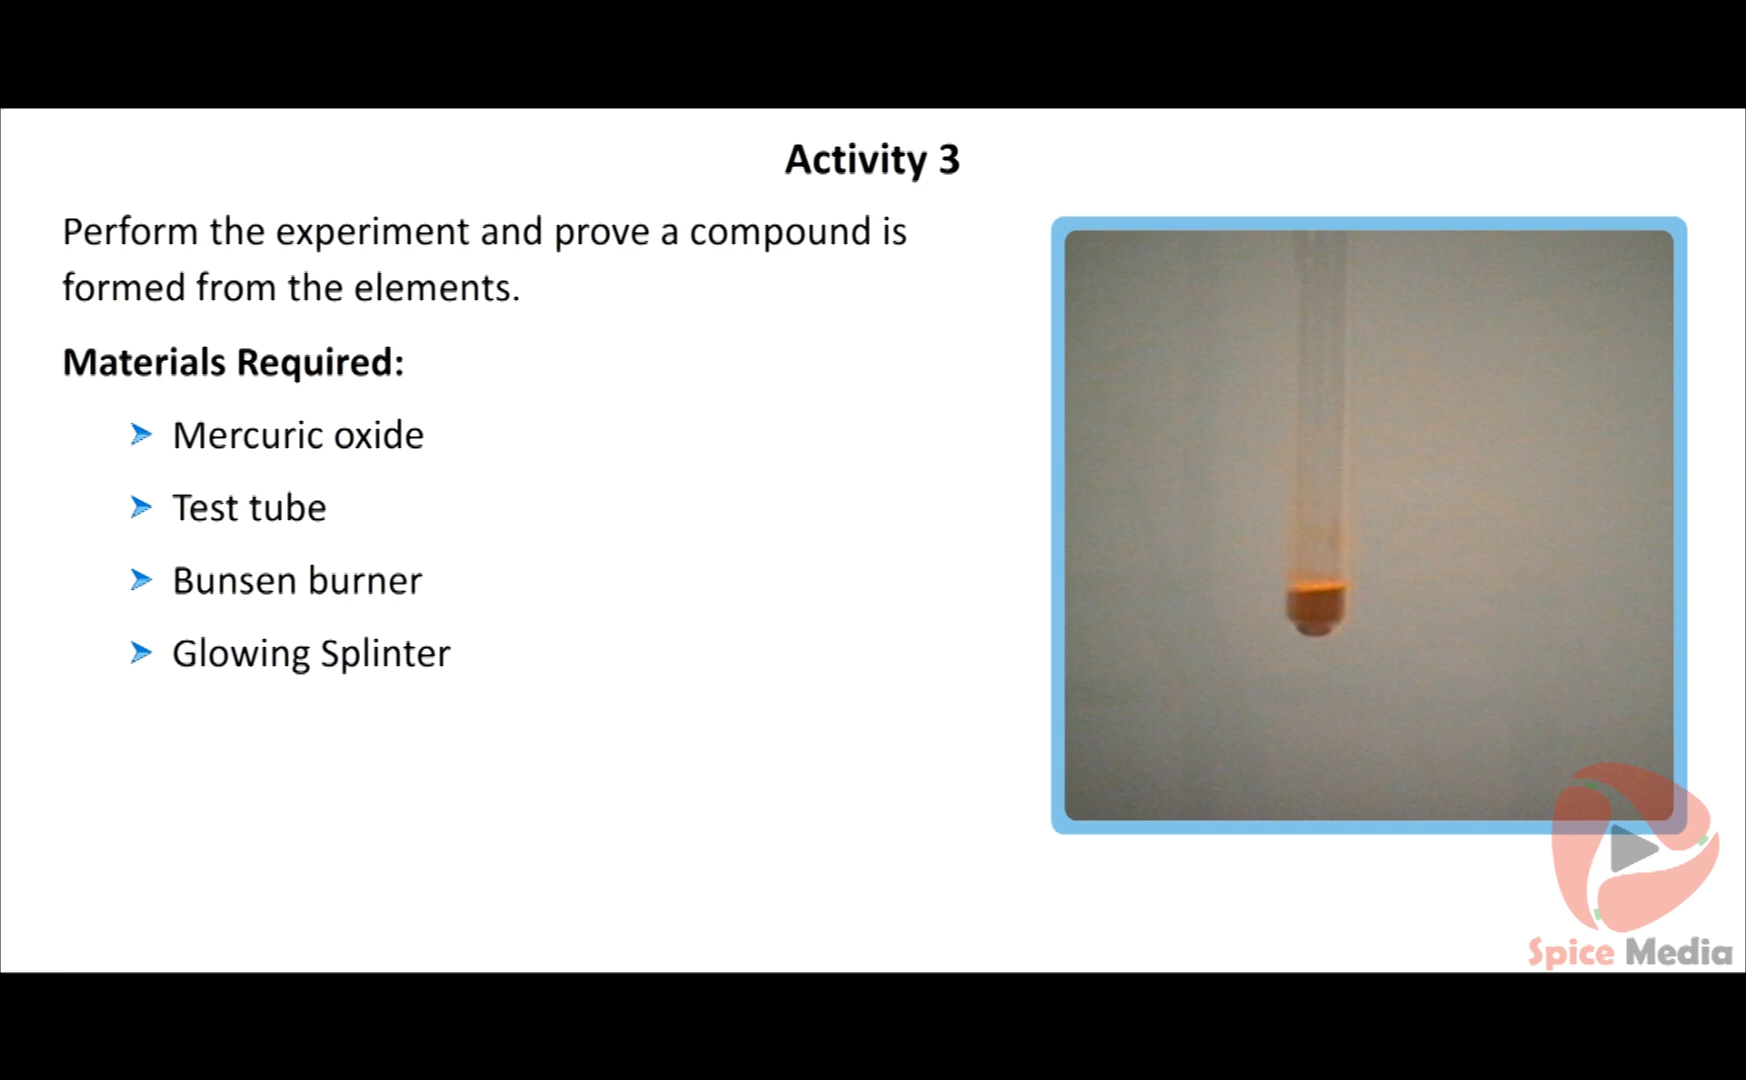 Activity 3
Perform the experiment and prove a compound is
formed from the elements.
Materials Required:
Mercuric oxide
Test tube
Bunsen burner
Glowing Splinter
Spice Media